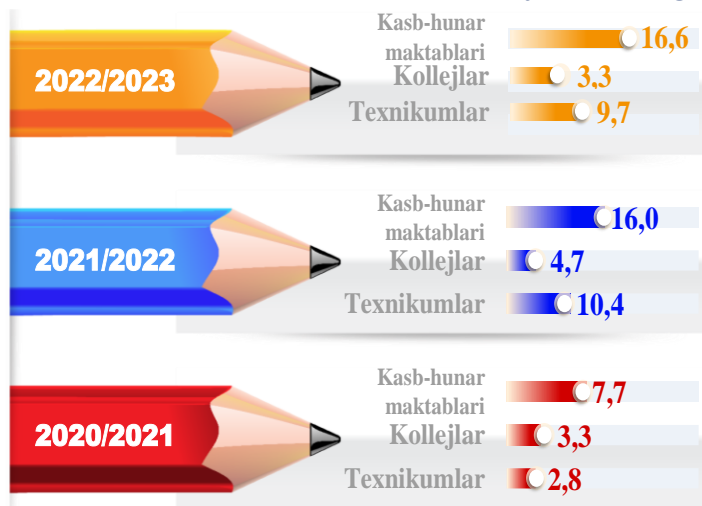 2022/2023
Kasb-hunar
maktablari
16,6
Kollejlar
3,3
Texnikumlar
9,7
2021/2022
Kasb-hunar
maktablari
16,0
Kollejlar
4,7
Texnikumlar
10,4
2020/2021
Kasb-hunar
maktablari
7,7
Kollejlar
3,3
Texnikumlar
2,8